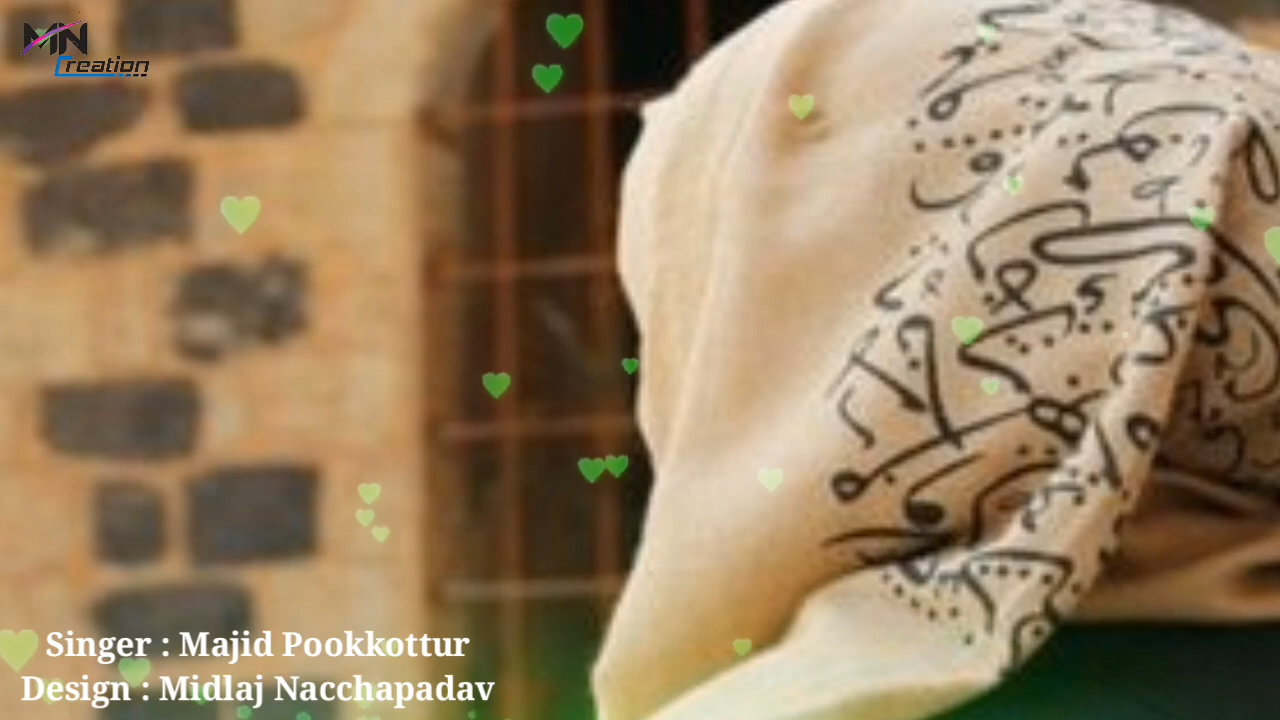 MN
Creation
Singer : Majid Pookkottur
Design : Midlaj Nacchapadav